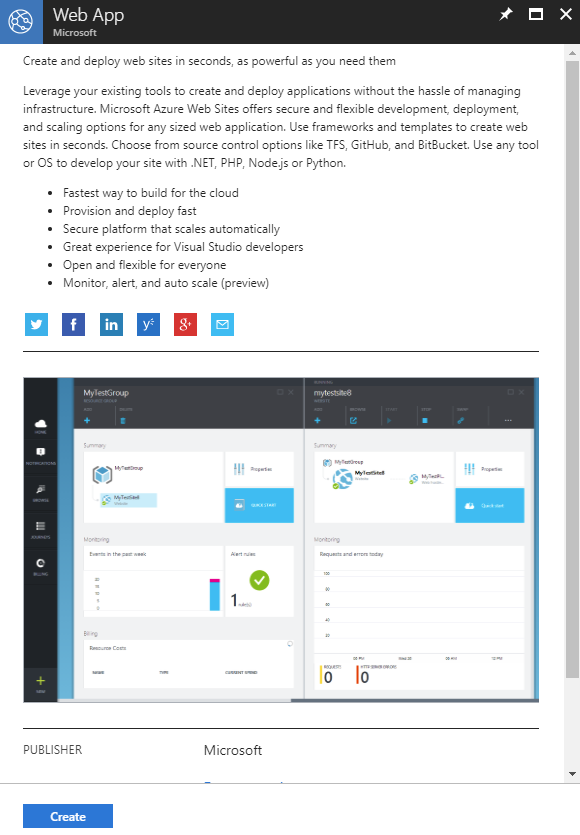 Web App
Microsoft
Create and deploy web sites in seconds, as powerful as you need them
Leverage your existing tools to create and deploy applications without the hassle of managing
infrastructure. Microsoft Azure Web Sites offers secure and flexible development, deployment,
and scaling options for any sized web application. Use frameworks and templates to create web
sites in seconds. Choose from source control options like TFS, GitHub, and BitBucket. Use any tool
or OS to develop your site with .NET, PHP, Node.js or Python.
• Fastest way to build for the cloud
• Provision and deploy fast
• Secure platform that scales automatically
• Great experience for Visual Studio developers
• Open and flexible for everyone
• Monitor, alert, and auto scale (preview)
MyTestGroup
mytestsite8
Summary
Summary
MyTestGroup
Properties
MyTestSite8
QUICK START
MyTestGroup
MyTestSite8
Properties
Quick start
Monitoring
Monitoring
Events in the past week
Alert rules
Requests and errors today
1
Billing
Resource Costs
NAME
TYPE
CURRENT SPEND
REQUESTS
0
HTTP SERVER ERRORS
0
HOME
NOTIFICATIONS
BROWSE
JOURNEYS
BILLING
NEW
PUBLISHER
Microsoft
Create